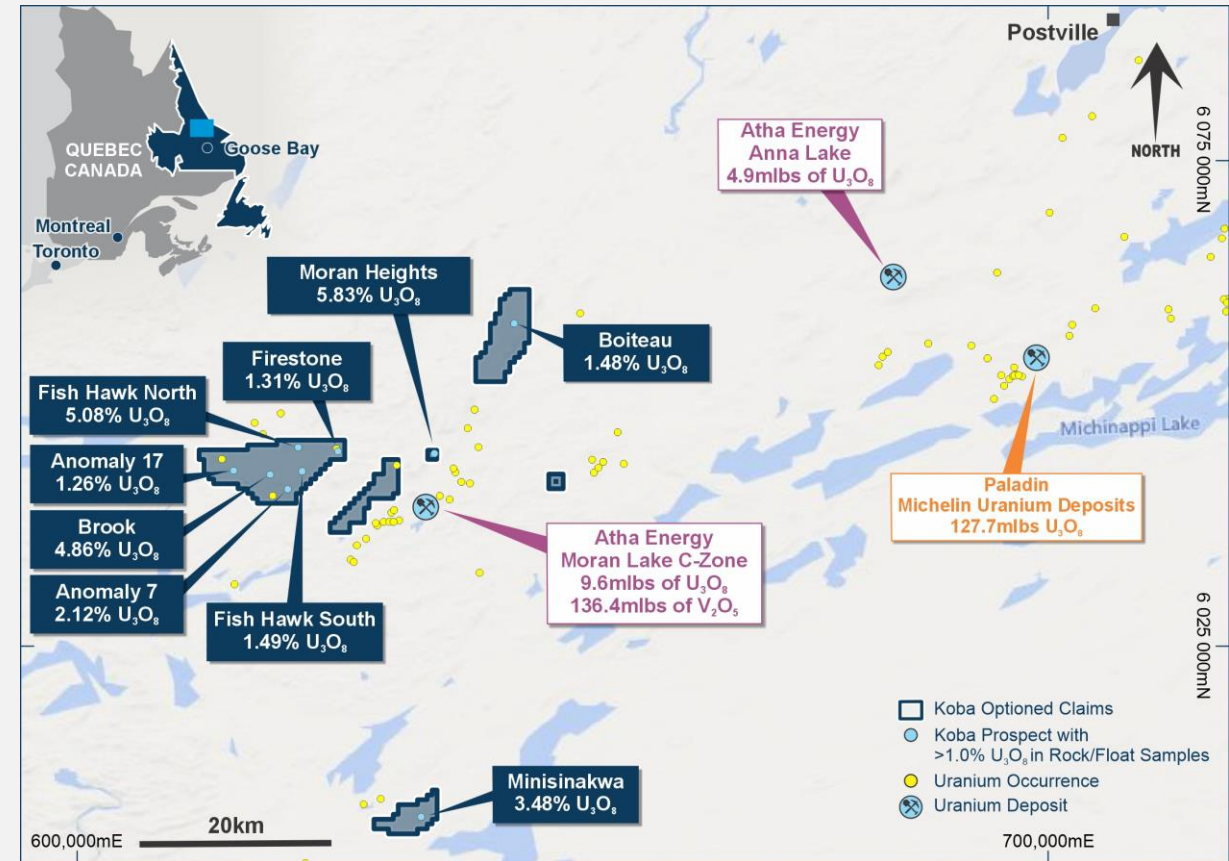 Postville
NORTH
6 075 000mN
QUEBEC
CANADA
Goose Bay
Montreal
Toronto
Atha Energy
Anna Lake
4.9mlbs of U₃O₈
Moran Heights
5.83% U₃O₈
Boiteau
1.48% U₃O₈
Firestone
1.31% U₃O₈
Fish Hawk North
5.08% U₃O₈
Anomaly 17
1.26% U₃O₈
Brook
4.86% U₃O₈
Anomaly 7
2.12% U₃O₈
Fish Hawk South
1.49% U₃O₈
Michinappi Lake
Paladin
Michelin Uranium Deposits
127.7mlbs U₃O₈
Atha Energy
Moran Lake C-Zone
9.6mlbs of U₃O₈
136.4mlbs of V₂O₅
6 025 000mN
Minisinakwa
3.48% U₃O₈
Koba Optioned Claims
Koba Prospect with
>1.0% U₃O₈ in Rock/Float Samples
Uranium Occurrence
Uranium Deposit
600,000mE
20km
700,000mE